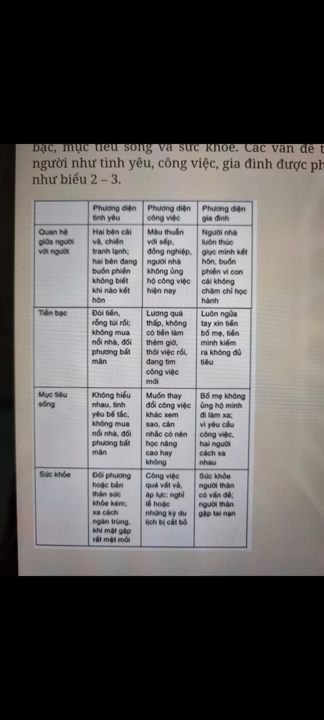 bạc, mục tiêu sống và sức khỏe. Các vấn đề t
người như tình yêu, công việc, gia đình được ph
như biểu 2 – 3.
Phương diện
tình yêu
Phương diện
công việc
Phương diện
gia đình
Quan hệ
giữa người
với người
Hai bên cãi
vã, chiến
tranh lạnh;
hai bên đang
buồn phiền
không biết
khi nào kết
hôn
Mâu thuẫn
với sếp,
đồng nghiệp,
người nhà
không ủng
hộ công việc
hiện nay
Người nhà
luôn thúc
giục mình kết
hôn, buồn
phiền vì con
cái không
chăm chỉ học
hành
Tiền bạc
Đòi tiền,
rỗng túi rồi;
không mua
nổi nhà, đối
phương bất
mãn
Lương quá
thấp, không
có tiền làm
thêm giờ,
thôi việc rồi,
đang tìm
công việc
mới
Luôn ngửa
tay xin tiền
bố mẹ, tiền
mình kiếm
ra không đủ
tiêu
Mục tiêu
sống
Không hiểu
nhau, tình
yêu bế tắc,
không mua
nổi nhà, đối
phương bất
mãn
Muốn thay
đổi công việc
khác xem
sao, cân
nhắc có nên
học nâng
cao hay
không
Bố mẹ không
ủng hộ mình
đi làm xa;
vì yêu cầu
công việc,
hai người
cách xa
nhau
Sức khỏe
Đối phương
hoặc bản
thân sức
khỏe kém;
xa cách
ngàn trùng,
khi mật gặp
rất mệt mỏi
Công việc
quá vất vả,
áp lực; nghỉ
lễ hoặc
những kỳ du
lịch bị cắt bỏ
Sức khỏe
người thân
có vấn đề;
người thân
gặp tai nạn